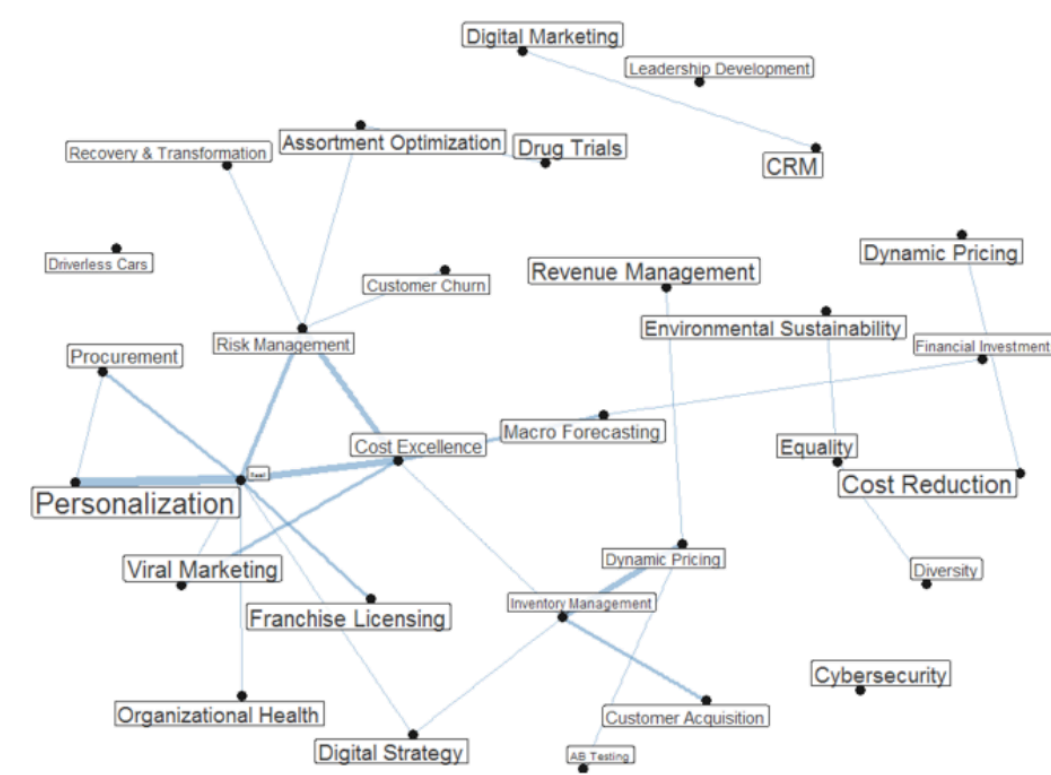 Digital Marketing
Leadership Development
Assortment Optimization
Drug Trials
Recovery & Transformation
CRM
Dynamic Pricing
Driverless Cars
Revenue Management
Customer Churn
Environmental Sustainability
Risk Management
Financial Investment
Procurement
Macro Forecasting
Cost Excellence
Equality
Cost Reduction
Personalization
Dynamic Pricing
Viral Marketing
Diversity
Inventory Management
Franchise Licensing
Cybersecurity
Organizational Health
Customer Acquisition
Digital Strategy
AB Testing